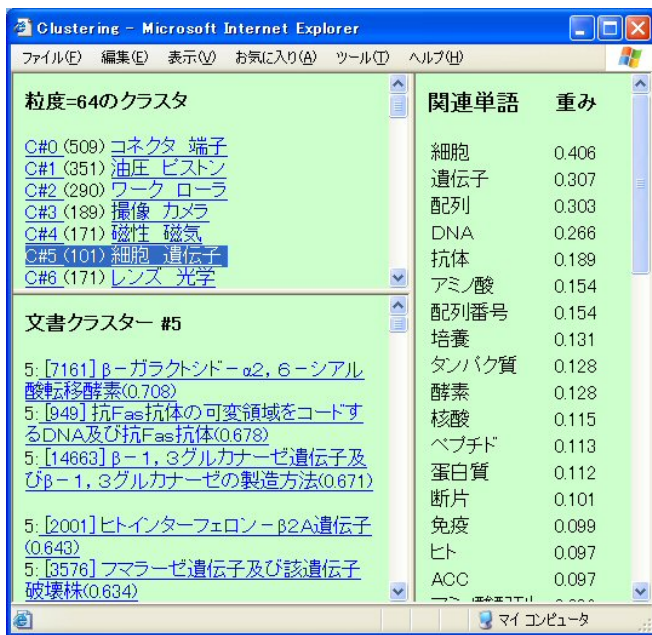 Clustering - Microsoft Internet Explorer
ファイル(F) 編集(E) 表示(V) お気に入り(A) ツール(T) ヘルプ(H)
粒度=64のクラスタ
C#0 (509) コネクタ 端子
C#1 (351) 油圧 ピストン
C#2 (290) ワーク ローラ
C#3 (189) 撮像 カメラ
C#4 (171) 磁性 磁気
C#5 (101) 細胞 遺伝子
C#6 (171) レンズ 光学
文書クラスター #5
5: [7161] β－ガラクトシド－α2，6－シアル
酸転移酵素(0.708)
5: [949] 抗Fas抗体の可変領域をコードす
るDNA及び抗Fas抗体(0.678)
5: [14663] β－1，3グルカナーゼ遺伝子及
びβ－1，3グルカナーゼの製造方法(0.671)
5: [2001] ヒトインターフェロン－β2A遺伝子
(0.643)
5: [3576] フマラーゼ遺伝子及び該遺伝子
破壊株(0.634)
関連単語 重み
細胞 0.406
遺伝子 0.307
配列 0.303
DNA 0.266
抗体 0.189
アミノ酸 0.154
配列番号 0.154
培養 0.131
タンパク質 0.128
酵素 0.128
核酸 0.115
ペプチド 0.113
蛋白質 0.112
断片 0.101
免疫 0.099
ヒト 0.097
ACC 0.097
マイ コンピュータ